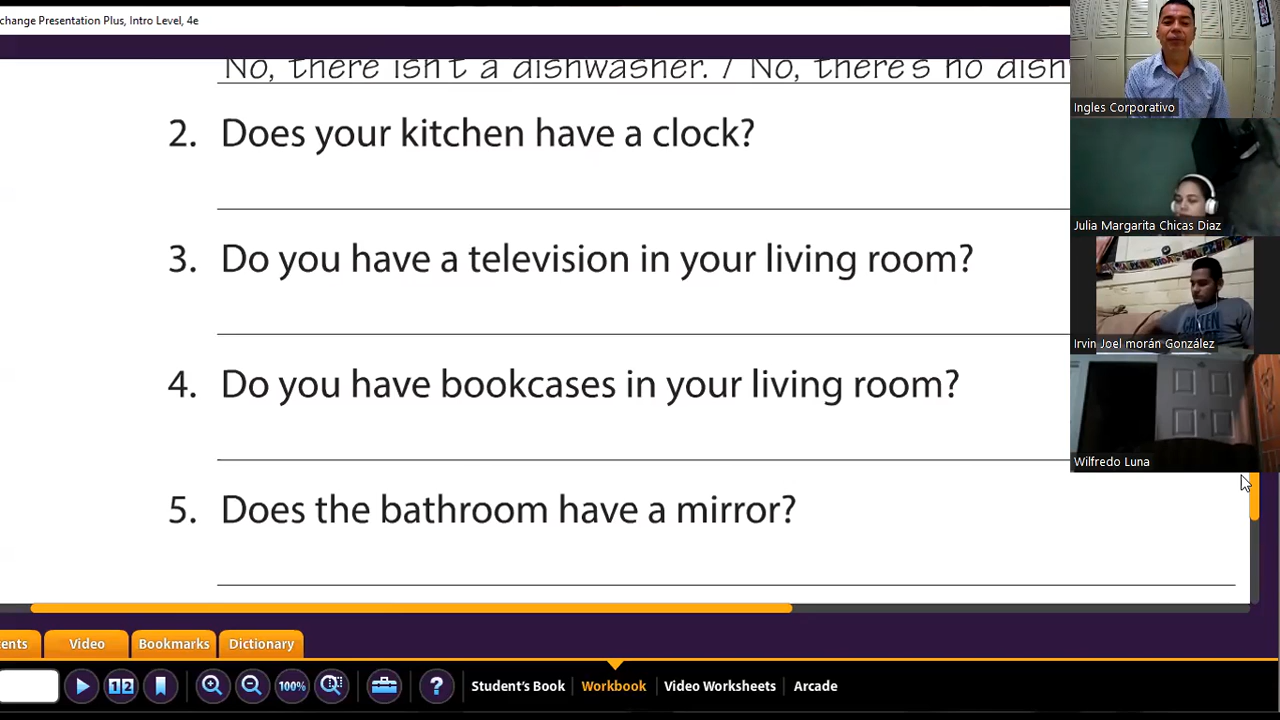 change Presentation Plus, Intro Level, 4e
No, there isn't a dishwasher. / No, there's no dish
2. Does your kitchen have a clock?
3. Do you have a television in your living room?
4. Do you have bookcases in your living room?
5. Does the bathroom have a mirror?
Ingles Corporativo
Julia Margarita Chicas Diaz
Irvin Joel morán González
Wilfredo Luna
ents Video Bookmarks Dictionary
12 100% ? Student's Book Workbook Video Worksheets Arcade